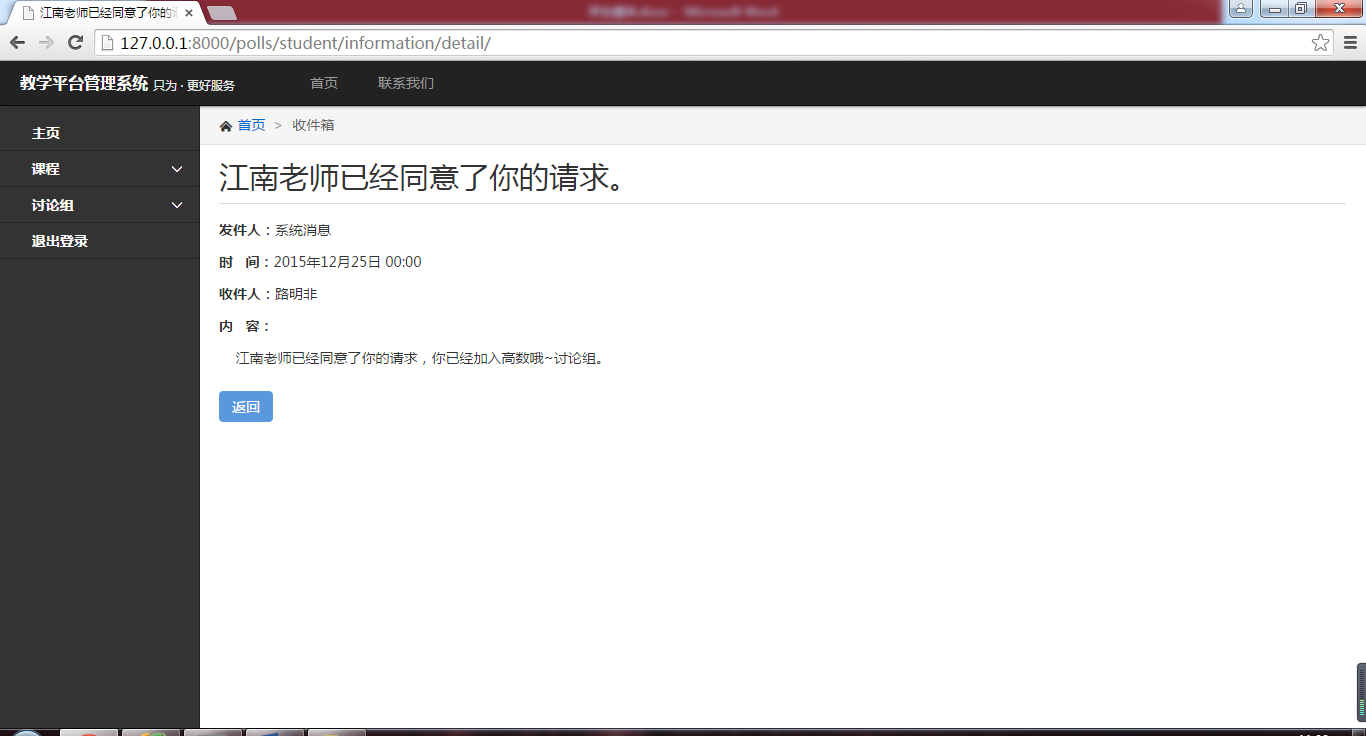 江南老师已经同意了你的
127.0.0.1:8000/polls/student/information/detail/
教学平台管理系统 只为 · 更好服务 首页 联系我们
主页
课程
讨论组
退出登录
首页 > 收件箱
江南老师已经同意了你的请求。
发件人：系统消息
时 间：2015年12月25日 00:00
收件人：路明非
内 容：
江南老师已经同意了你的请求，你已经加入高数哦~讨论组。
返回